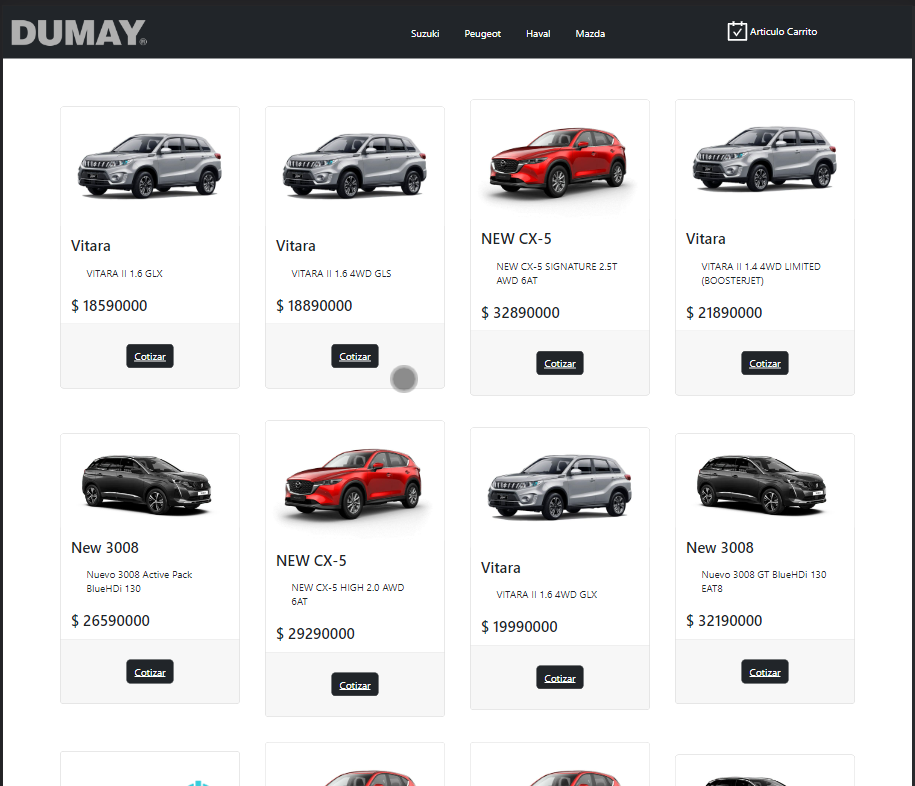 DUMAY®
Suzuki
Peugeot
Haval
Mazda
Articulo Carrito
Vitara
VITARA II 1.6 GLX
$ 18590000
Cotizar
Vitara
VITARA II 1.6 4WD GLS
$ 18890000
Cotizar
NEW CX-5
NEW CX-5 SIGNATURE 2.5T
AWD 6AT
$ 32890000
Cotizar
Vitara
VITARA II 1.4 4WD LIMITED
(BOOSTERJET)
$ 21890000
Cotizar
New 3008
Nuevo 3008 Active Pack
BlueHDi 130
$ 26590000
Cotizar
NEW CX-5
NEW CX-5 HIGH 2.0 AWD
6AT
$ 29290000
Cotizar
Vitara
VITARA II 1.6 4WD GLX
$ 19990000
Cotizar
New 3008
Nuevo 3008 GT BlueHDi 130
EAT8
$ 32190000
Cotizar